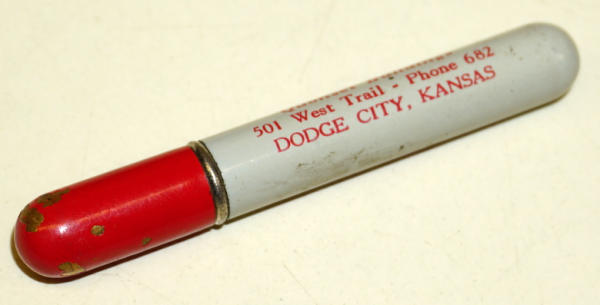 501 West Trail - Phone 682
DODGE CITY, KANSAS